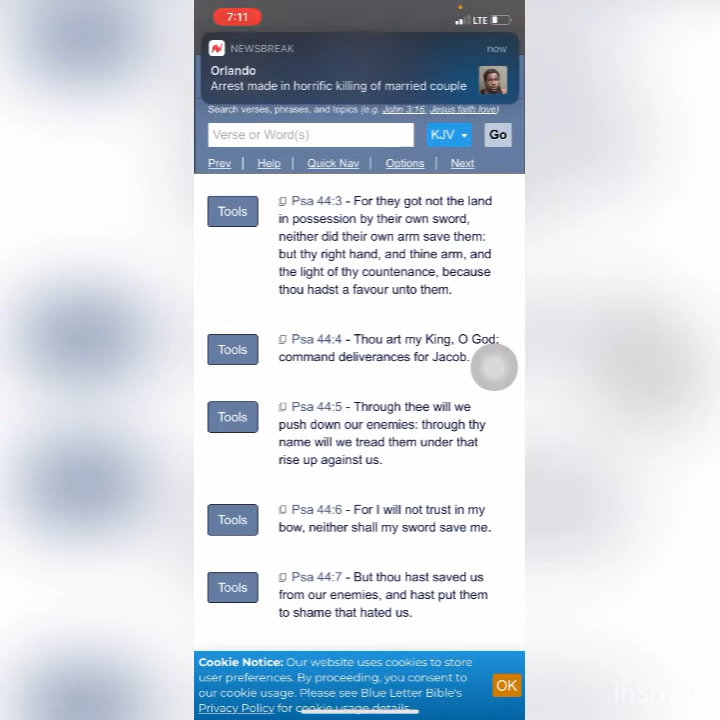 7:11
LTE
NEWSBREAK now
Orlando
Arrest made in horrific killing of married couple
Search verses, phrases, and topics (e.g. John 3:16, Jesus faith love)
Verse or Word(s) KJV Go
Prev | Help | Quick Nav | Options | Next
Tools
Psa 44:3 - For they got not the land
in possession by their own sword,
neither did their own arm save them:
but thy right hand, and thine arm, and
the light of thy countenance, because
thou hadst a favour unto them.
Tools
Psa 44:4 - Thou art my King, O God:
command deliverances for Jacob.
Tools
Psa 44:5 - Through thee will we
push down our enemies: through thy
name will we tread them under that
rise up against us.
Tools
Psa 44:6 - For I will not trust in my
bow, neither shall my sword save me.
Tools
Psa 44:7 - But thou hast saved us
from our enemies, and hast put them
to shame that hated us.
Cookie Notice: Our website uses cookies to store
user preferences. By proceeding, you consent to
our cookie usage. Please see Blue Letter Bible's
Privacy Policy for cookie usage details.
OK